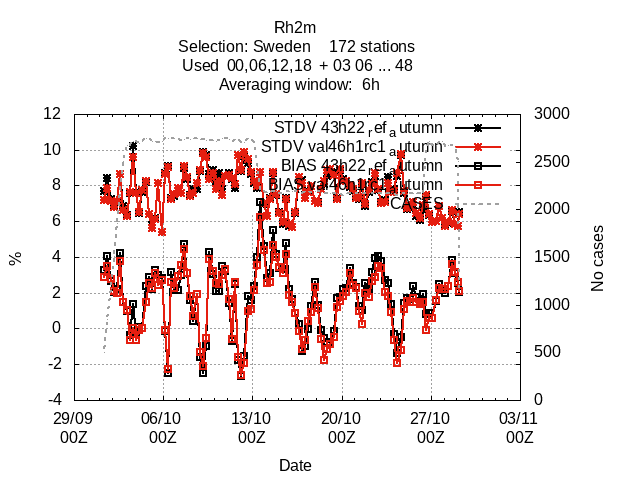 Rh2m
Selection: Sweden 172 stations
Used 00,06,12,18 + 03 06 ... 48
Averaging window: 6h
STDV 43h22_ref_autumn
STDV val46h1rc1_autumn
BIAS 43h22_ref_autumn
BIAS val46h1rc1_autumn
CASES
12
10
8
6
4
2
0
-2
-4
%
3000
2500
2000
1500
1000
500
0
No cases
29/09 06/10 13/10 20/10 27/10 03/11
00Z 00Z 00Z 00Z 00Z 00Z
Date